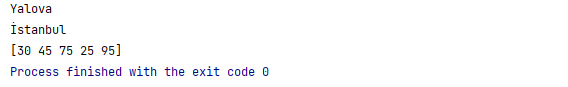 Yalova
İstanbul
[30 45 75 25 95]
Process finished with the exit code 0